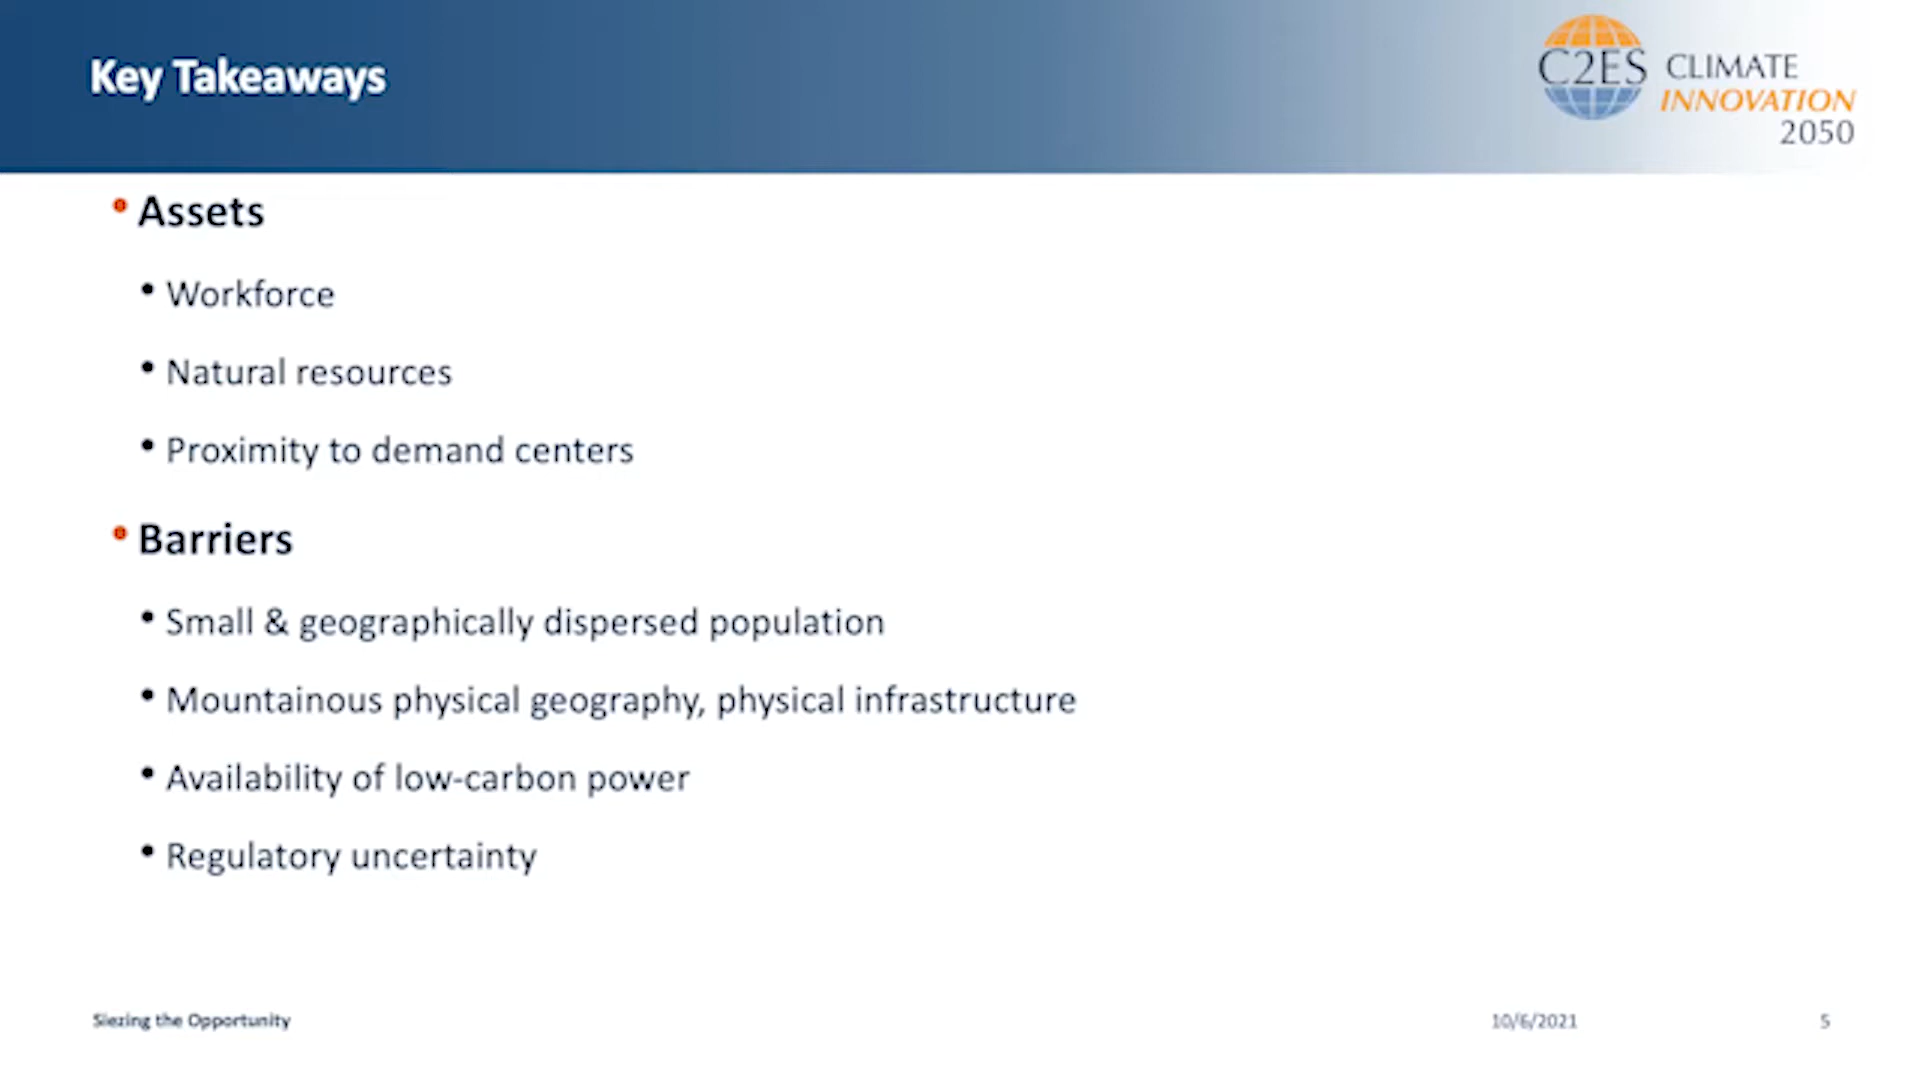 Key Takeaways
C2ES CLIMATE
INNOVATION
2050
• Assets
• Workforce
• Natural resources
• Proximity to demand centers
• Barriers
• Small & geographically dispersed population
• Mountainous physical geography, physical infrastructure
• Availability of low-carbon power
• Regulatory uncertainty
Siezing the Opportunity
10/6/2021
5